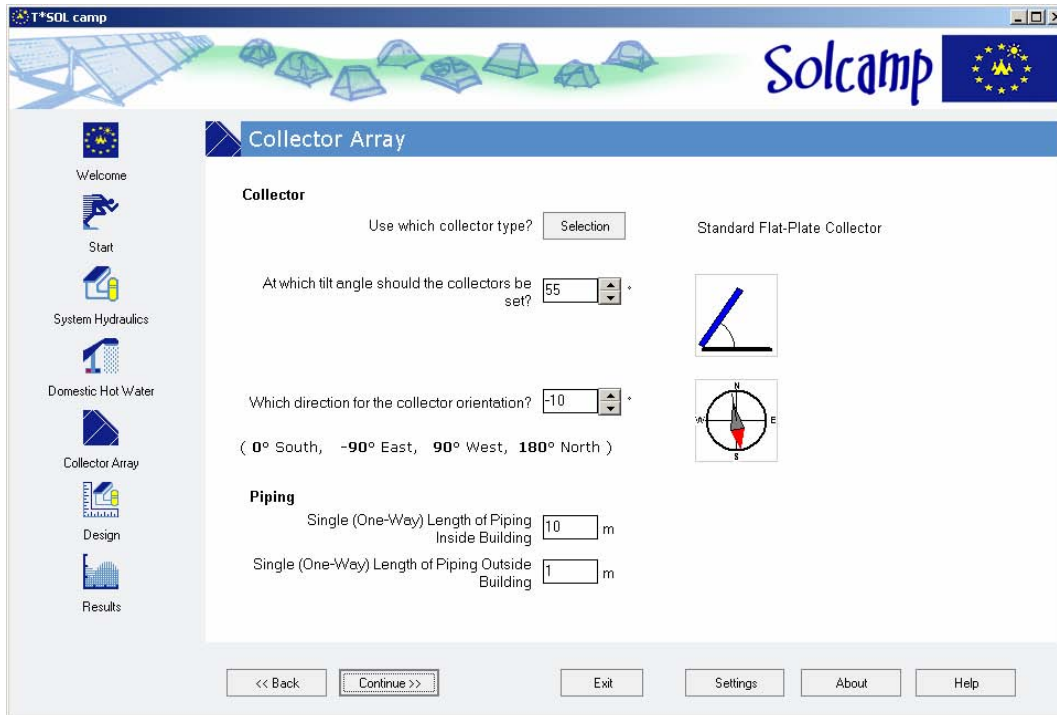 T*SOL camp
Solcamp
Welcome
Start
System Hydraulics
Domestic Hot Water
Collector Array
Design
Results
Collector Array
Collector
Use which collector type?
Selection
Standard Flat-Plate Collector
At which tilt angle should the collectors be
set?
55
°
Which direction for the collector orientation?
-10
°
N
W
E
S
( 0° South, -90° East, 90° West, 180° North )
Piping
Single (One-Way) Length of Piping
Inside Building
10
m
Single (One-Way) Length of Piping Outside
Building
1
m
<< Back
Continue >>
Exit
Settings
About
Help